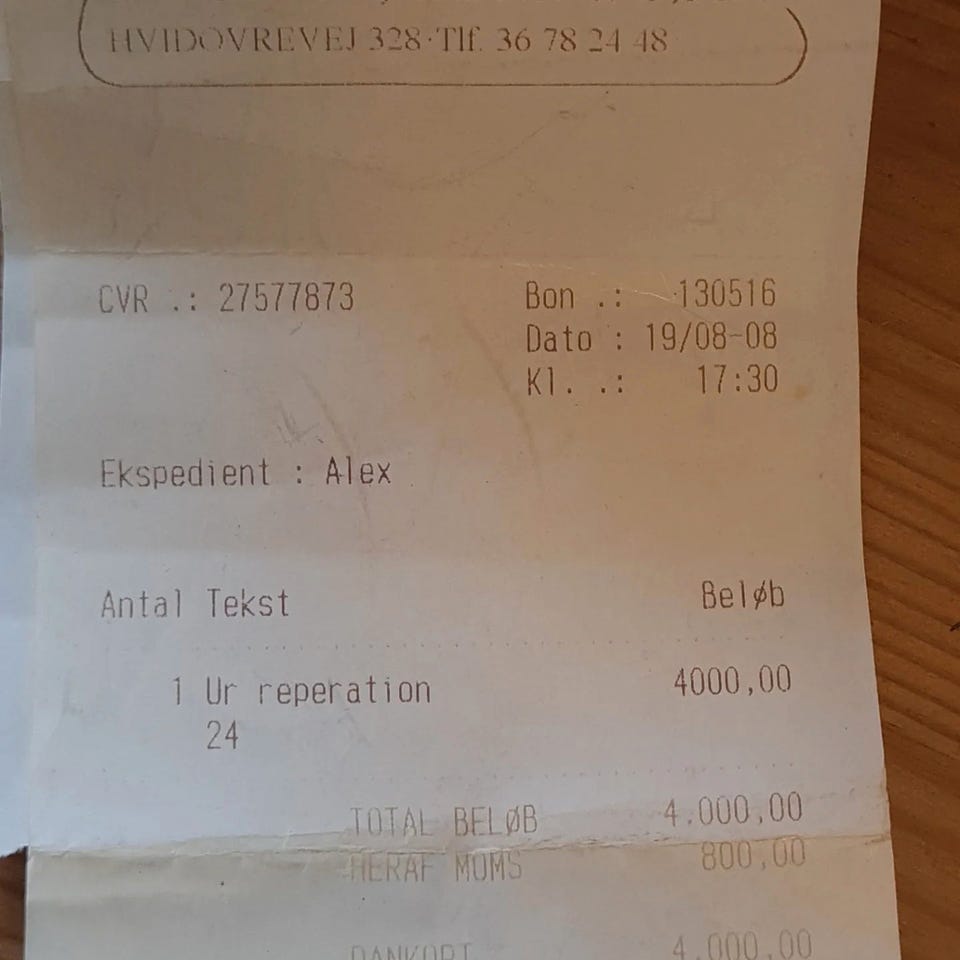 HVIDOVREVEJ 328·Tlf. 36 78 24 48
CVR .: 27577873
Bon .: 130516
Dato : 19/08-08
Kl. .: 17:30
Ekspedient : Alex
Antal Tekst Beløb
1 Ur reperation 4000,00
24
TOTAL BELØB 4.000,00
HERAF MOMS 800,00
DANKORT 4.000,00